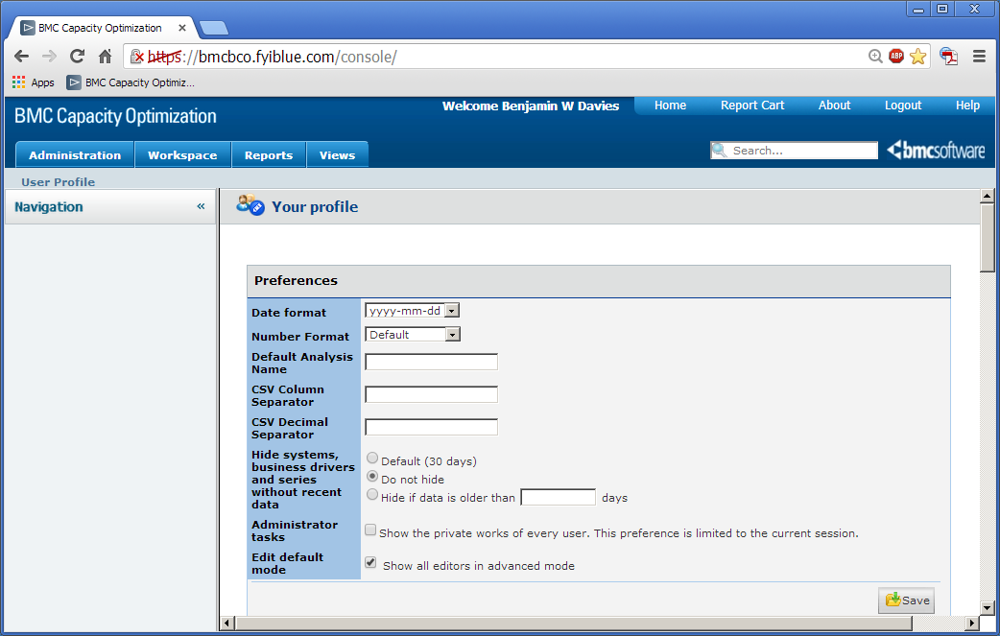 BMC Capacity Optimization
https://bmcbco.fyiblue.com/console/
ABP
Apps
BMC Capacity Optimiz...
Welcome Benjamin W Davies
Home
Report Cart
About
Logout
Help
BMC Capacity Optimization
Administration
Workspace
Reports
Views
Search...
bmcsoftware
User Profile
Navigation
«
Your profile
Preferences
Date format
yyyy-mm-dd
Number Format
Default
Default Analysis
Name
CSV Column
Separator
CSV Decimal
Separator
Hide systems,
business drivers
and series
without recent
data
Default (30 days)
Do not hide
Hide if data is older than
days
Administrator
tasks
Show the private works of every user. This preference is limited to the current session.
Edit default
mode
Show all editors in advanced mode
Save